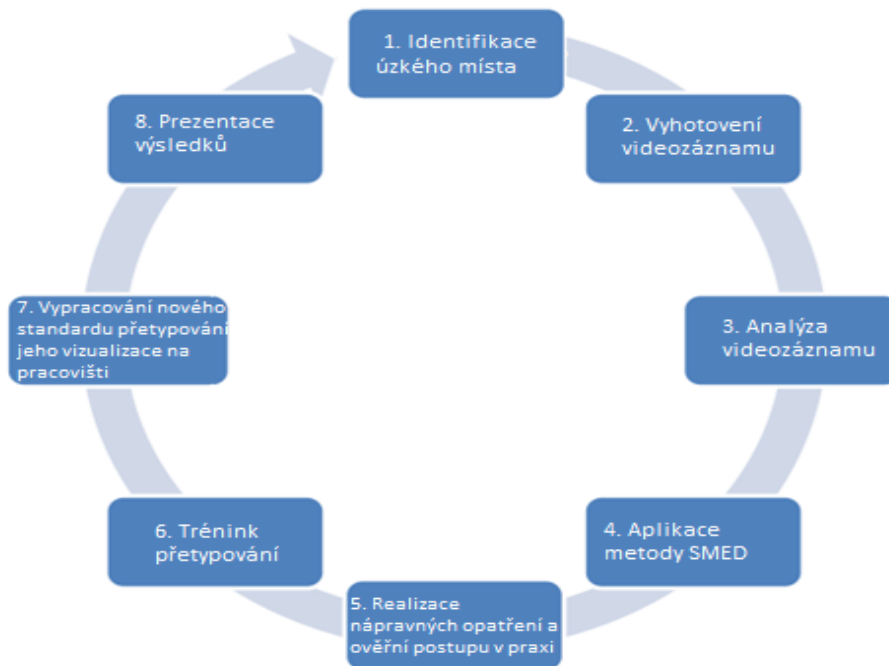 1. Identifikace
úzkého místa
2. Vyhotovení
videozáznamu
3. Analýza
videozáznamu
4. Aplikace
metody SMED
5. Realizace
nápravných opatření a
ověřní postupu v praxi
6. Trénink
přetypování
7. Vypracování nového
standardu přetypování
jeho vizualizace na
pracovišti
8. Prezentace
výsledků